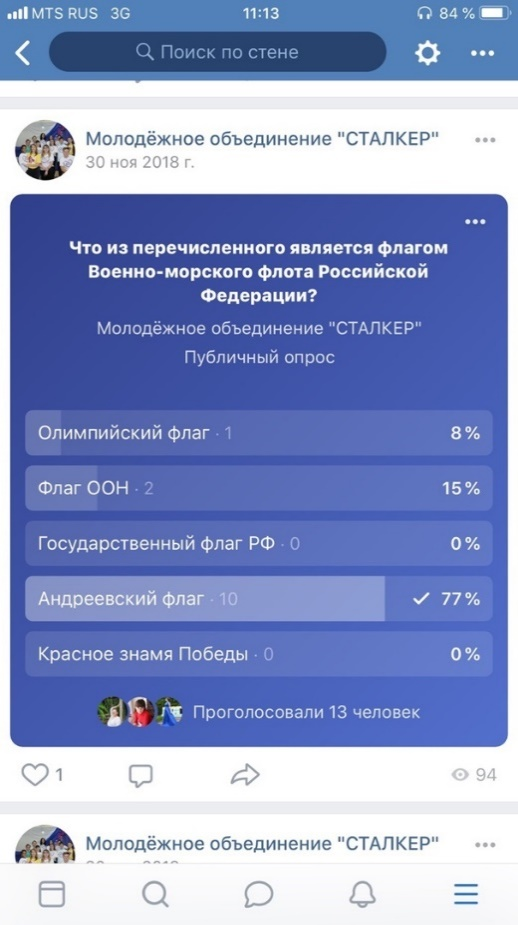 MTS RUS 3G 11:13 84 %
Поиск по стене
Молодёжное объединение "СТАЛКЕР"
30 ноя 2018 г.
Что из перечисленного является флагом
Военно-морского флота Российской
Федерации?
Молодёжное объединение "СТАЛКЕР"
Публичный опрос
Олимпийский флаг · 1 8 %
Флаг ООН · 2 15 %
Государственный флаг РФ · 0 0 %
Андреевский флаг · 10 77 %
Красное знамя Победы · 0 0 %
Проголосовали 13 человек
1 94
Молодёжное объединение "СТАЛКЕР"